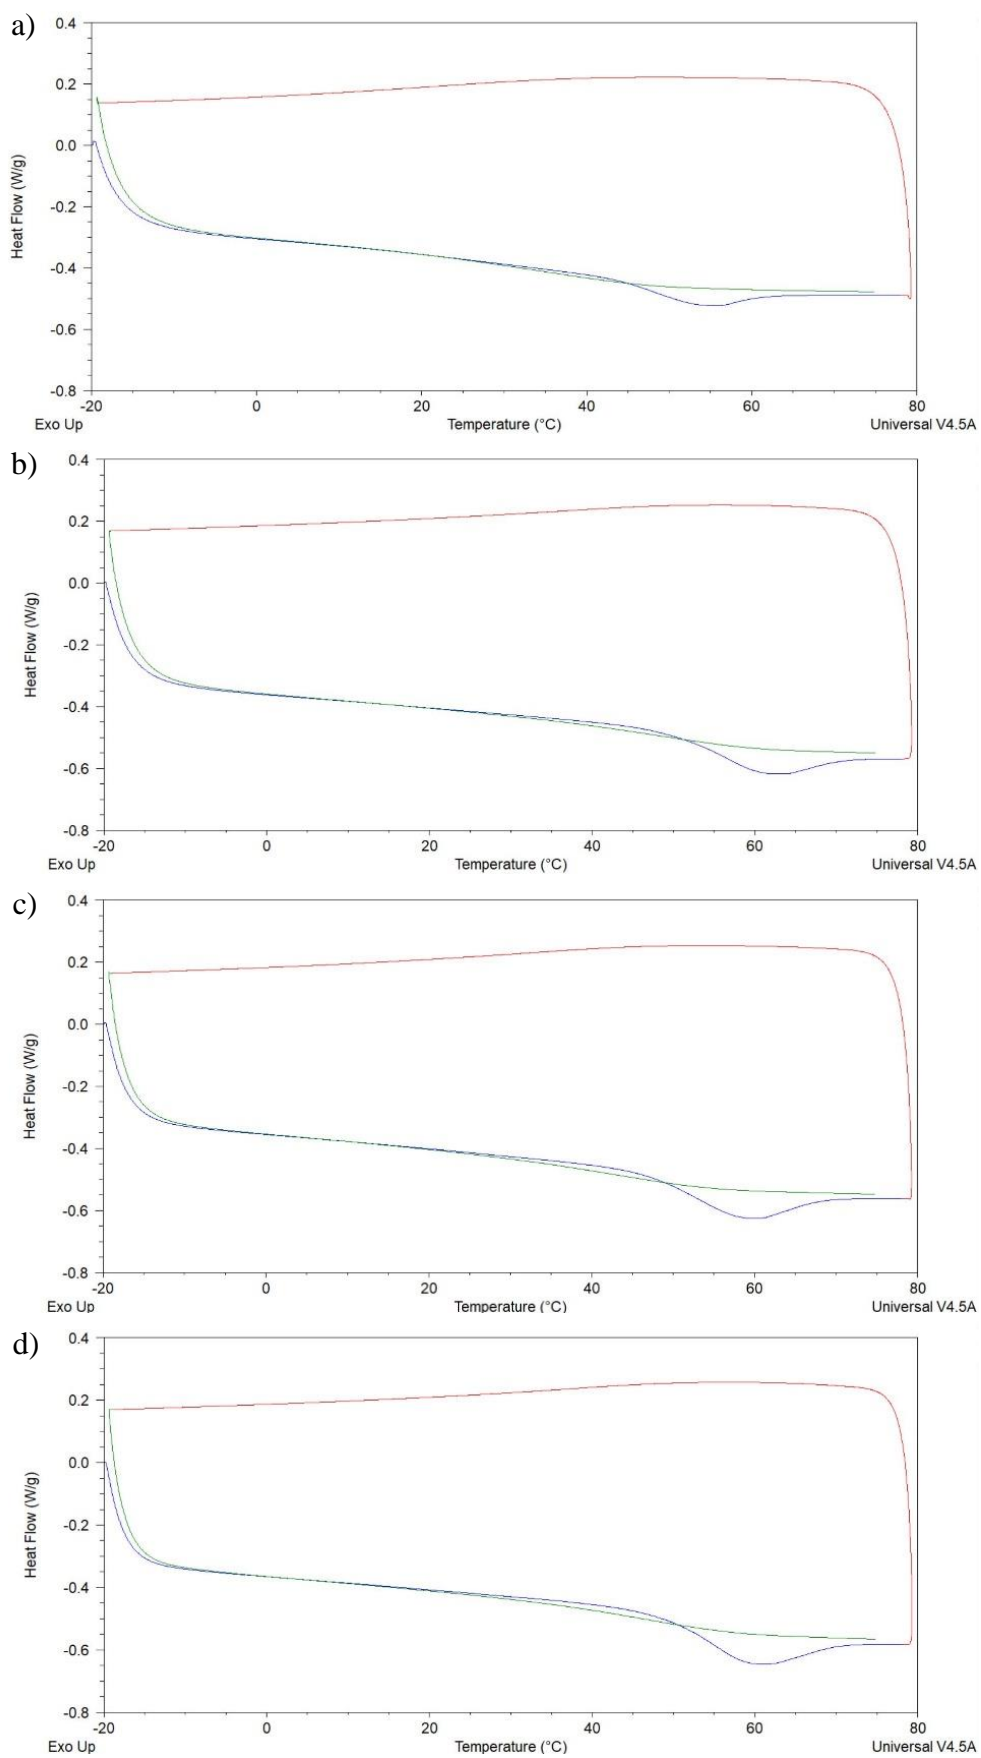 a)
0.4
0.2
0.0
-0.2
-0.4
-0.6
-0.8
Heat Flow (W/g)
-20 0 20 40 60 80
Exo Up Temperature (°C) Universal V4.5A
b)
0.4
0.2
0.0
-0.2
-0.4
-0.6
-0.8
Heat Flow (W/g)
-20 0 20 40 60 80
Exo Up Temperature (°C) Universal V4.5A
c)
0.4
0.2
0.0
-0.2
-0.4
-0.6
-0.8
Heat Flow (W/g)
-20 0 20 40 60 80
Exo Up Temperature (°C) Universal V4.5A
d)
0.4
0.2
0.0
-0.2
-0.4
-0.6
-0.8
Heat Flow (W/g)
-20 0 20 40 60 80
Exo Up Temperature (°C) Universal V4.5A